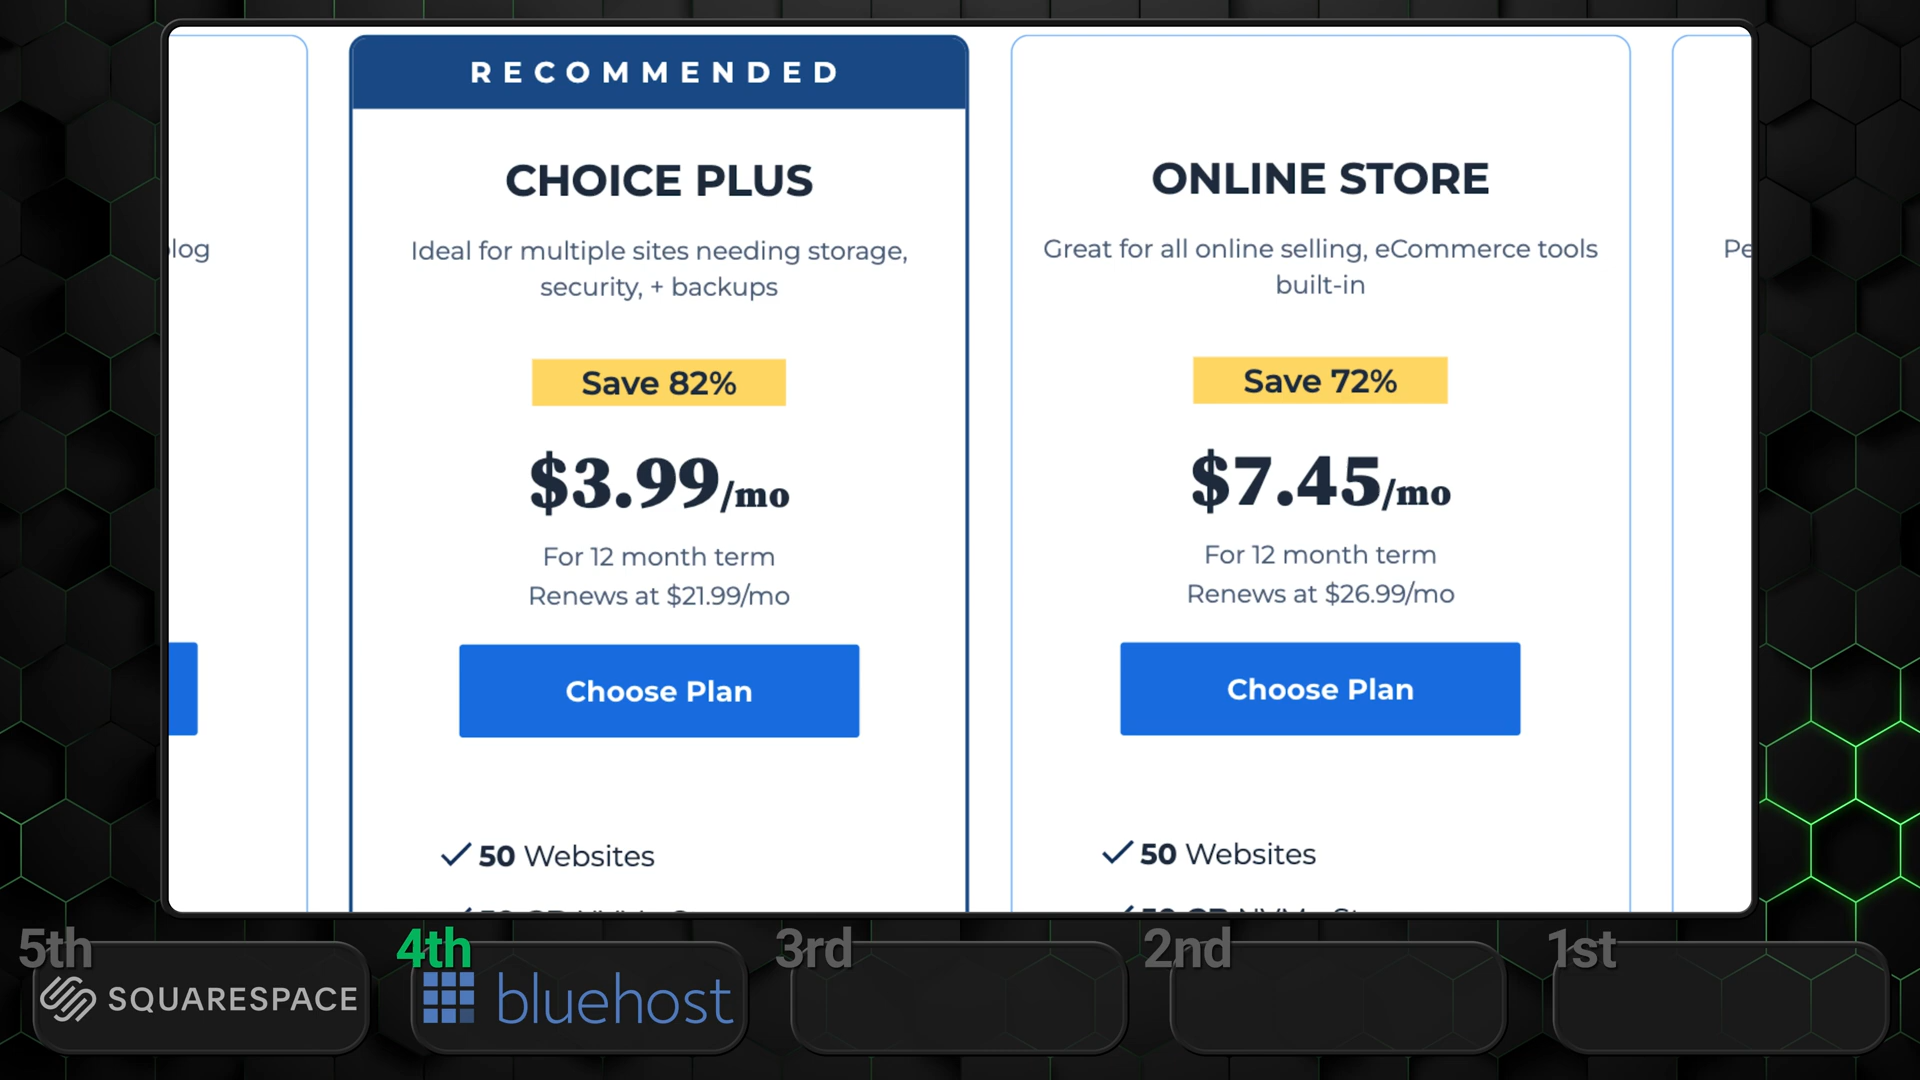 RECOMMENDED
CHOICE PLUS
Ideal for multiple sites needing storage,
security, + backups
Save 82%
$3.99/mo
For 12 month term
Renews at $21.99/mo
Choose Plan
50 Websites
ONLINE STORE
Great for all online selling, eCommerce tools
built-in
Save 72%
$7.45/mo
For 12 month term
Renews at $26.99/mo
Choose Plan
50 Websites
5th
SQUARESPACE
4th
bluehost
3rd
2nd
1st